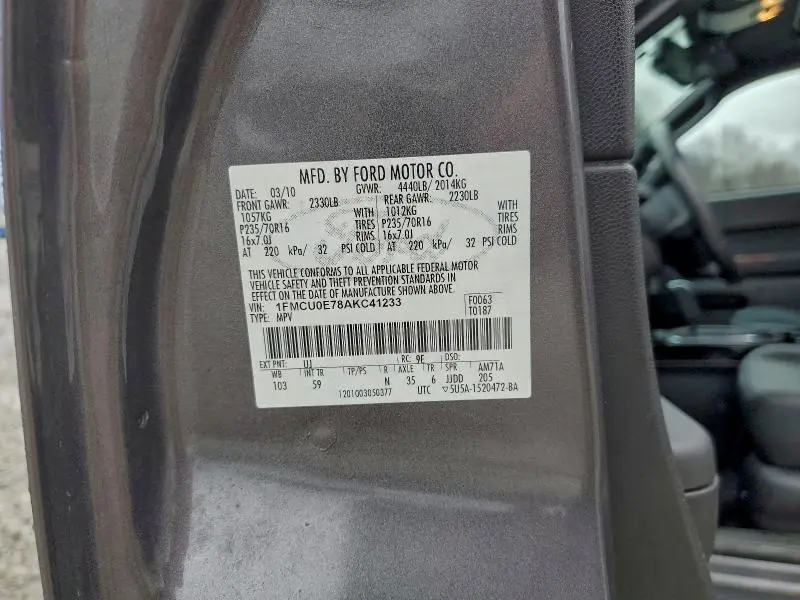 MFD. BY FORD MOTOR CO.
DATE: 03/10 GVWR: 4440LB/ 2014KG
FRONT GAWR: 2330LB REAR GAWR: 2230LB
1057KG WITH 1012KG WITH
P235/70R16 TIRES P235/70R16 TIRES
16x7.0J RIMS 16x7.0J RIMS
AT 220 kPa/ 32 PSI COLD AT 220 kPa/ 32 PSI COLD
Ford
THIS VEHICLE CONFORMS TO ALL APPLICABLE FEDERAL MOTOR
VEHICLE SAFETY AND THEFT PREVENTION STANDARDS IN
EFFECT ON THE DATE OF MANUFACTURE SHOWN ABOVE.
VIN: 1FMCU0E78AKC41233 F0063
TYPE: MPV T0187
EXT PNT: UJ RC: 9E DSO:
WB INT TR TP/PS R AXLE TR SPR AM71A
103 59 N 35 6 JJDD 205
1201003050377 UTC ▽5U5A-1520472-BA